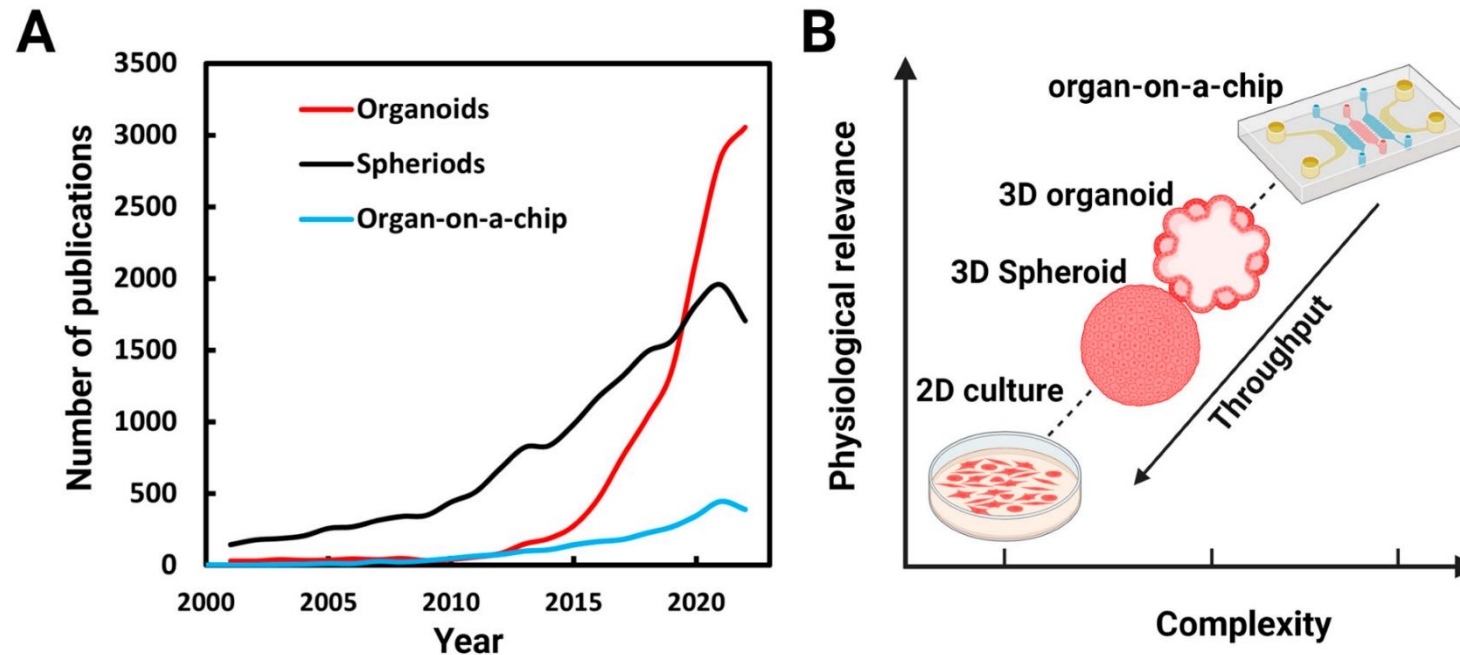 A
Number of publications
3500
3000
2500
2000
1500
1000
500
0
Organoids
Spheriods
Organ-on-a-chip
2000
2005
2010
2015
2020
Year
B
Physiological relevance
organ-on-a-chip
3D organoid
3D Spheroid
2D culture
Throughput
Complexity